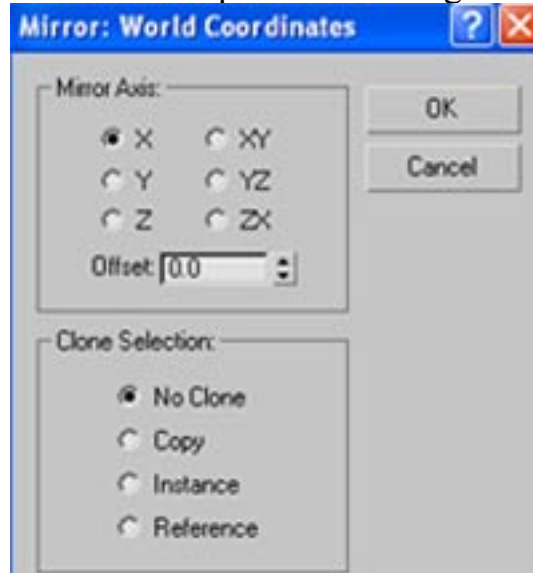 Mirror: World Coordinates
Mirror Axis:
OK
X XY
Cancel
Y YZ
Z ZX
Offset: 0.0
Clone Selection:
No Clone
Copy
Instance
Reference